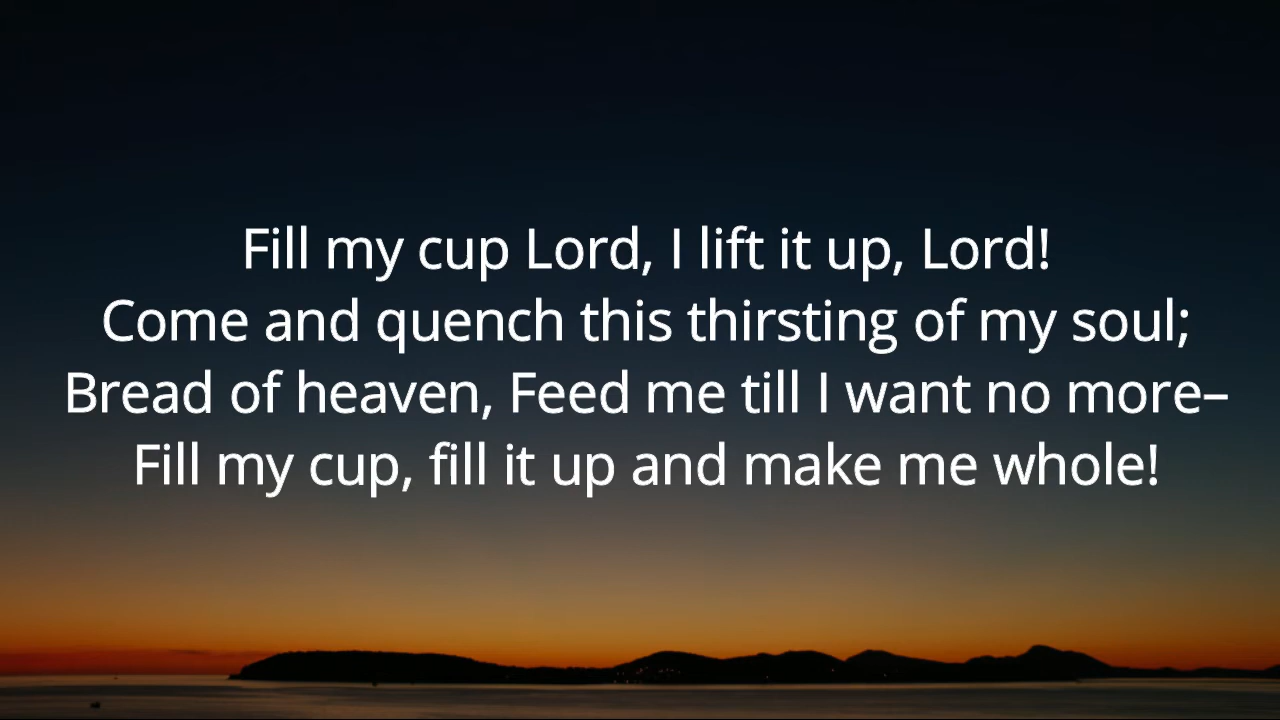 Fill my cup Lord, I lift it up, Lord!
Come and quench this thirsting of my soul;
Bread of heaven, Feed me till I want no more–
Fill my cup, fill it up and make me whole!